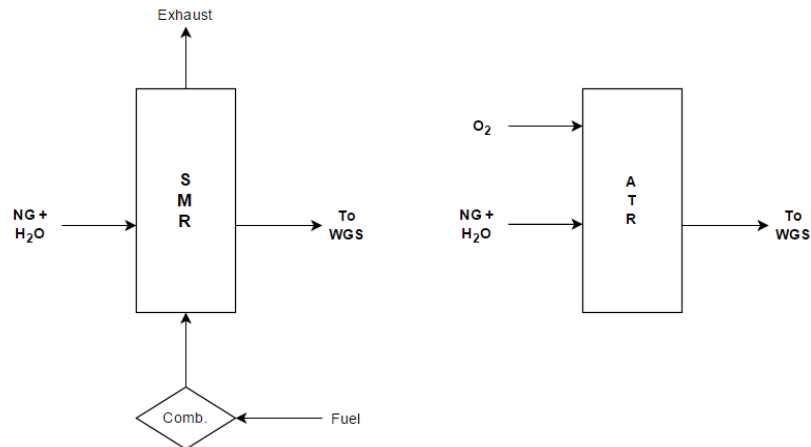 Exhaust
S
M
R
NG +
H₂O
To
WGS
Comb.
Fuel
O₂
A
T
R
NG +
H₂O
To
WGS